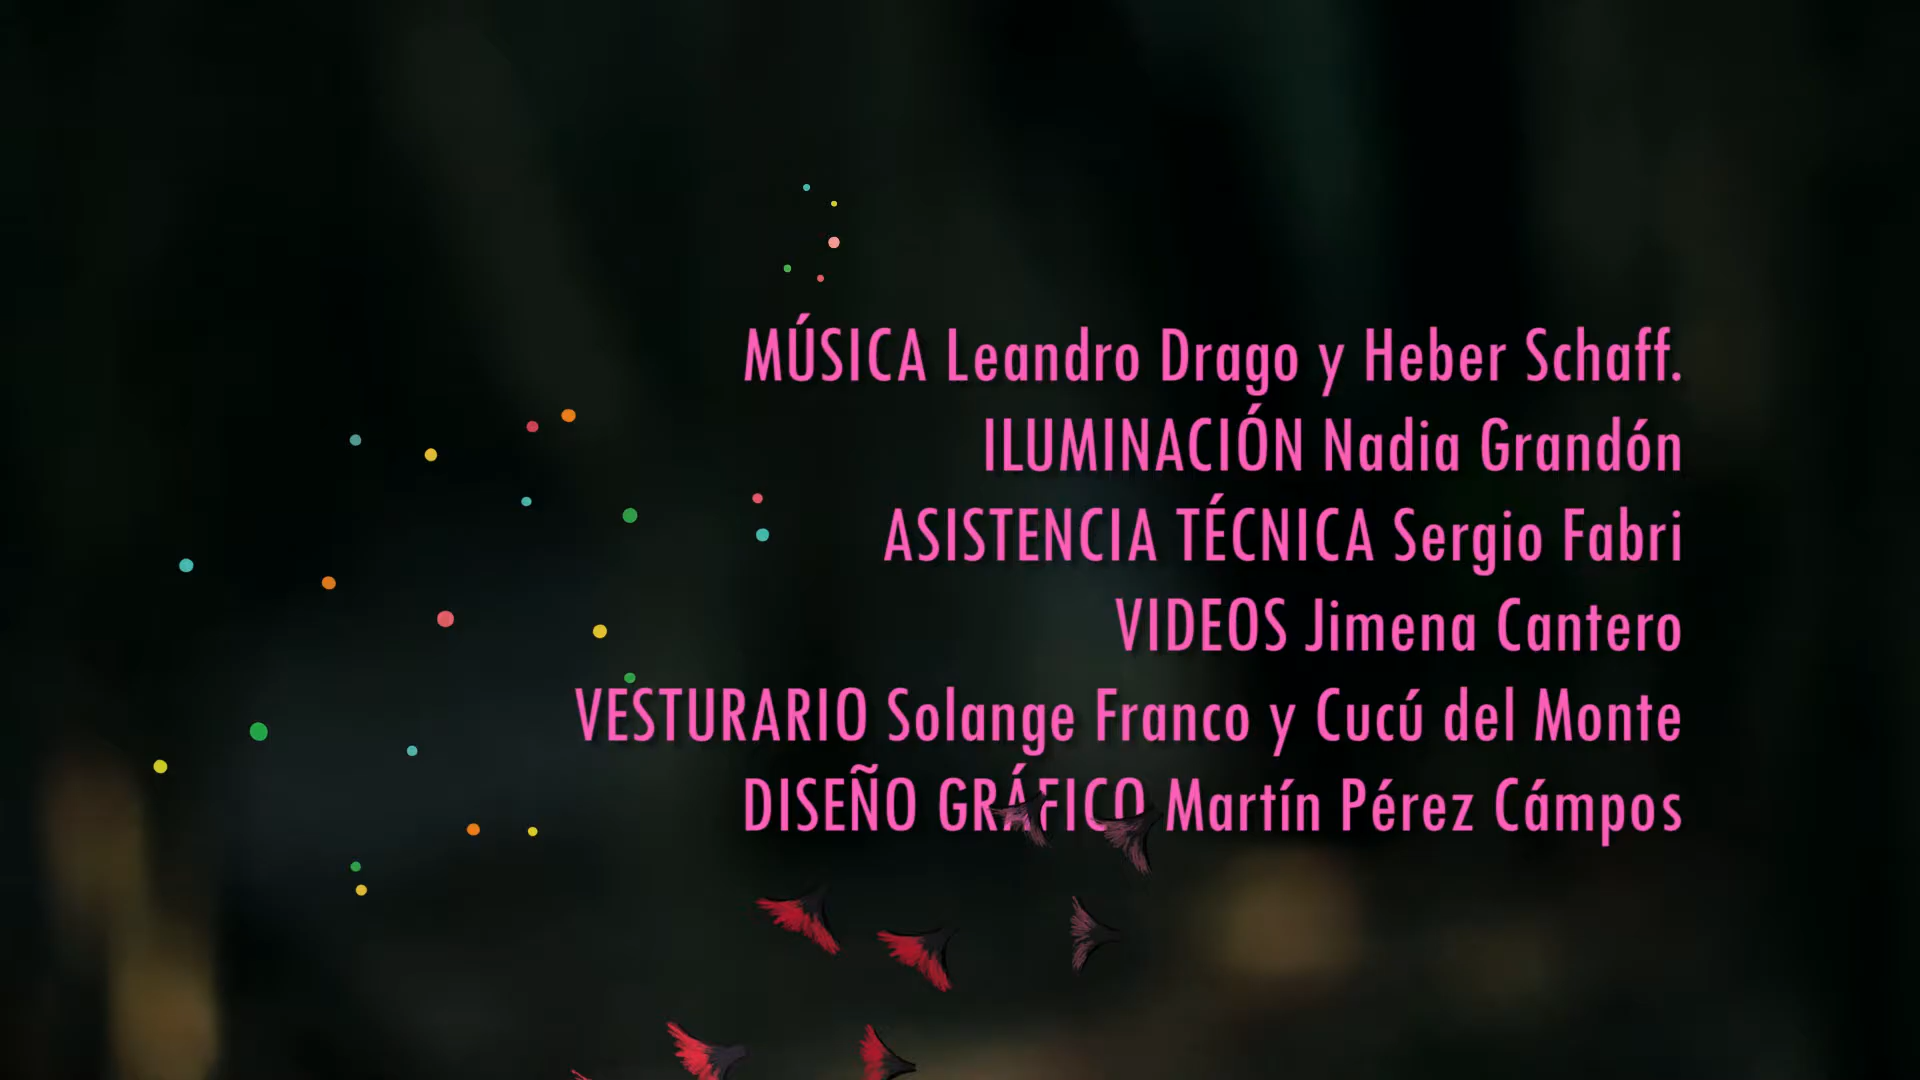 MÚSICA Leandro Drago y Heber Schaff.
ILUMINACIÓN Nadia Grandón
ASISTENCIA TÉCNICA Sergio Fabri
VIDEOS Jimena Cantero
VESTURARIO Solange Franco y Cucú del Monte
DISEÑO GRÁFICO Martín Pérez Cámpos